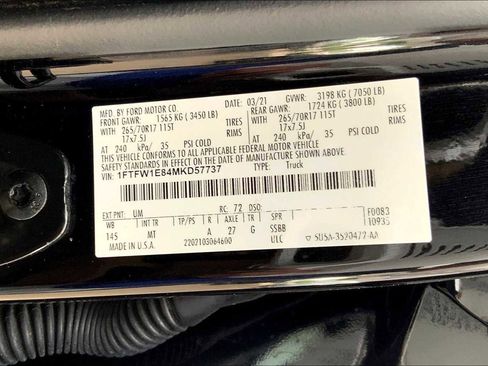 MFD. BY FORD MOTOR CO.
DATE: 03/21 GVWR: 3198 KG ( 7050 LB)
FRONT GAWR: 1565 KG ( 3450 LB)
REAR GAWR: 1724 KG ( 3800 LB)
WITH 265/70R17 115T TIRES
WITH 265/70R17 115T TIRES
17x7.5J RIMS
17x7.5J RIMS
AT 240 kPa/ 35 PSI COLD
AT 240 kPa/ 35 PSI COLD
THIS VEHICLE CONFORMS TO ALL APPLICABLE FEDERAL MOTOR VEHICLE
SAFETY STANDARDS IN EFFECT ON THE DATE OF MANUFACTURE SHOWN ABOVE.
VIN: 1FTFW1E84MKD57737 TYPE: Truck
EXT PNT: UM RC: 72 DSO: F0083
WB BRK INT TR TP/PS R AXLE TR SPR 10935
145 MT A 27 G SSBB
MADE IN U.S.A. 2202103064600 ULC